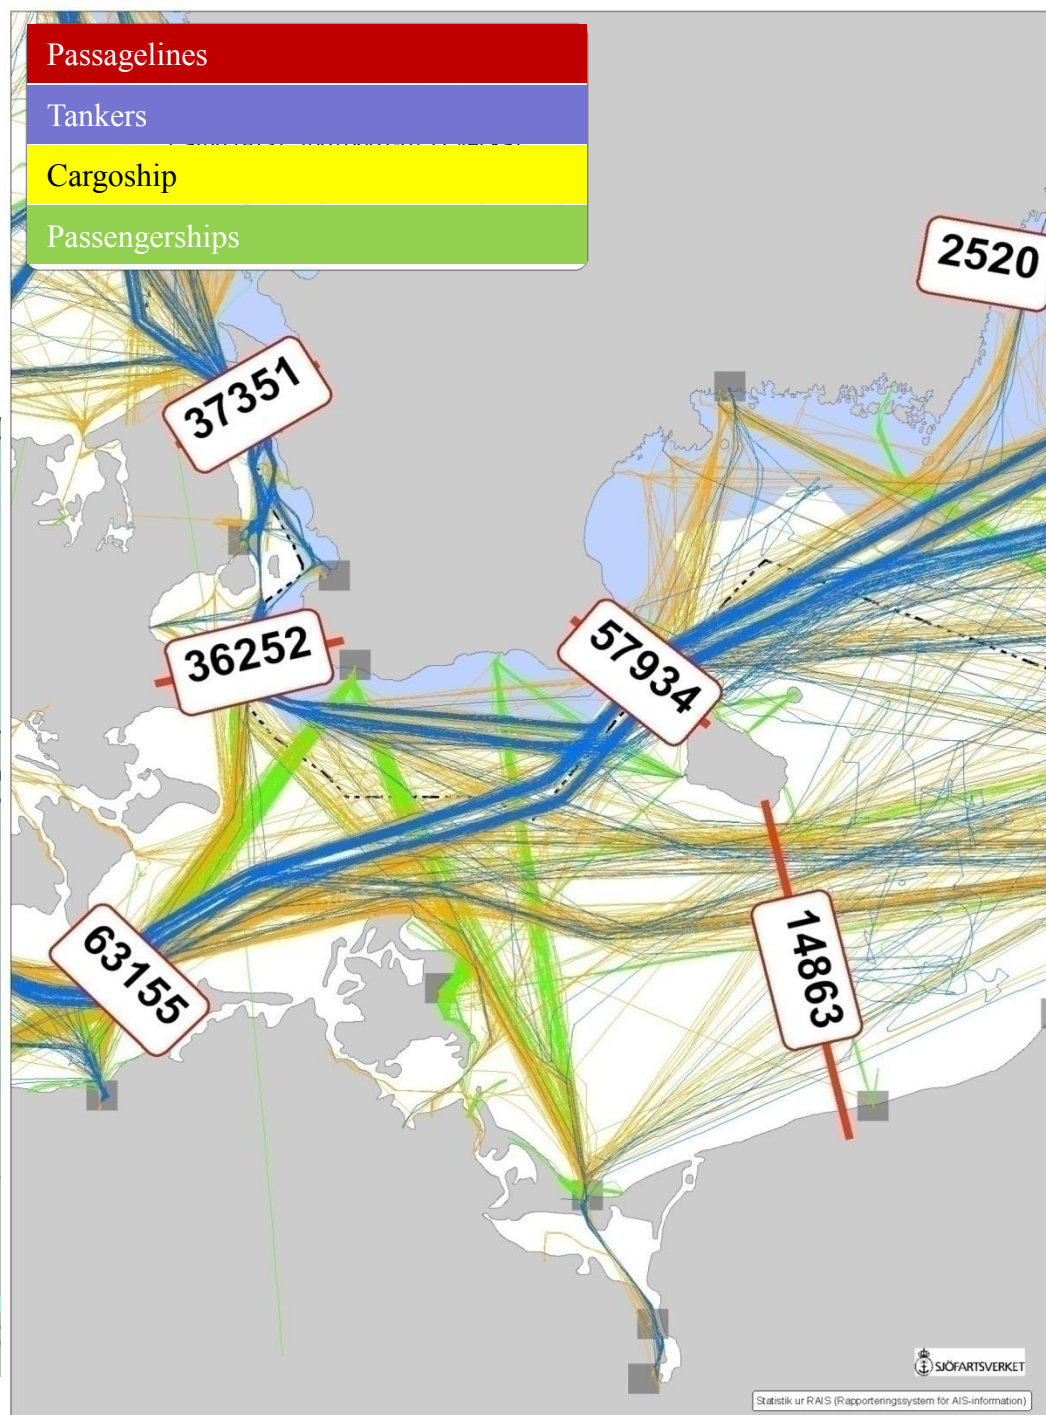 Passagelines
Tankers
Cargoship
Passengerships
2520
37351
36252
57934
63155
14863
SJÖFARTSVERKET
Statistik ur RAIS (Rapporteringssystem för AIS-information)